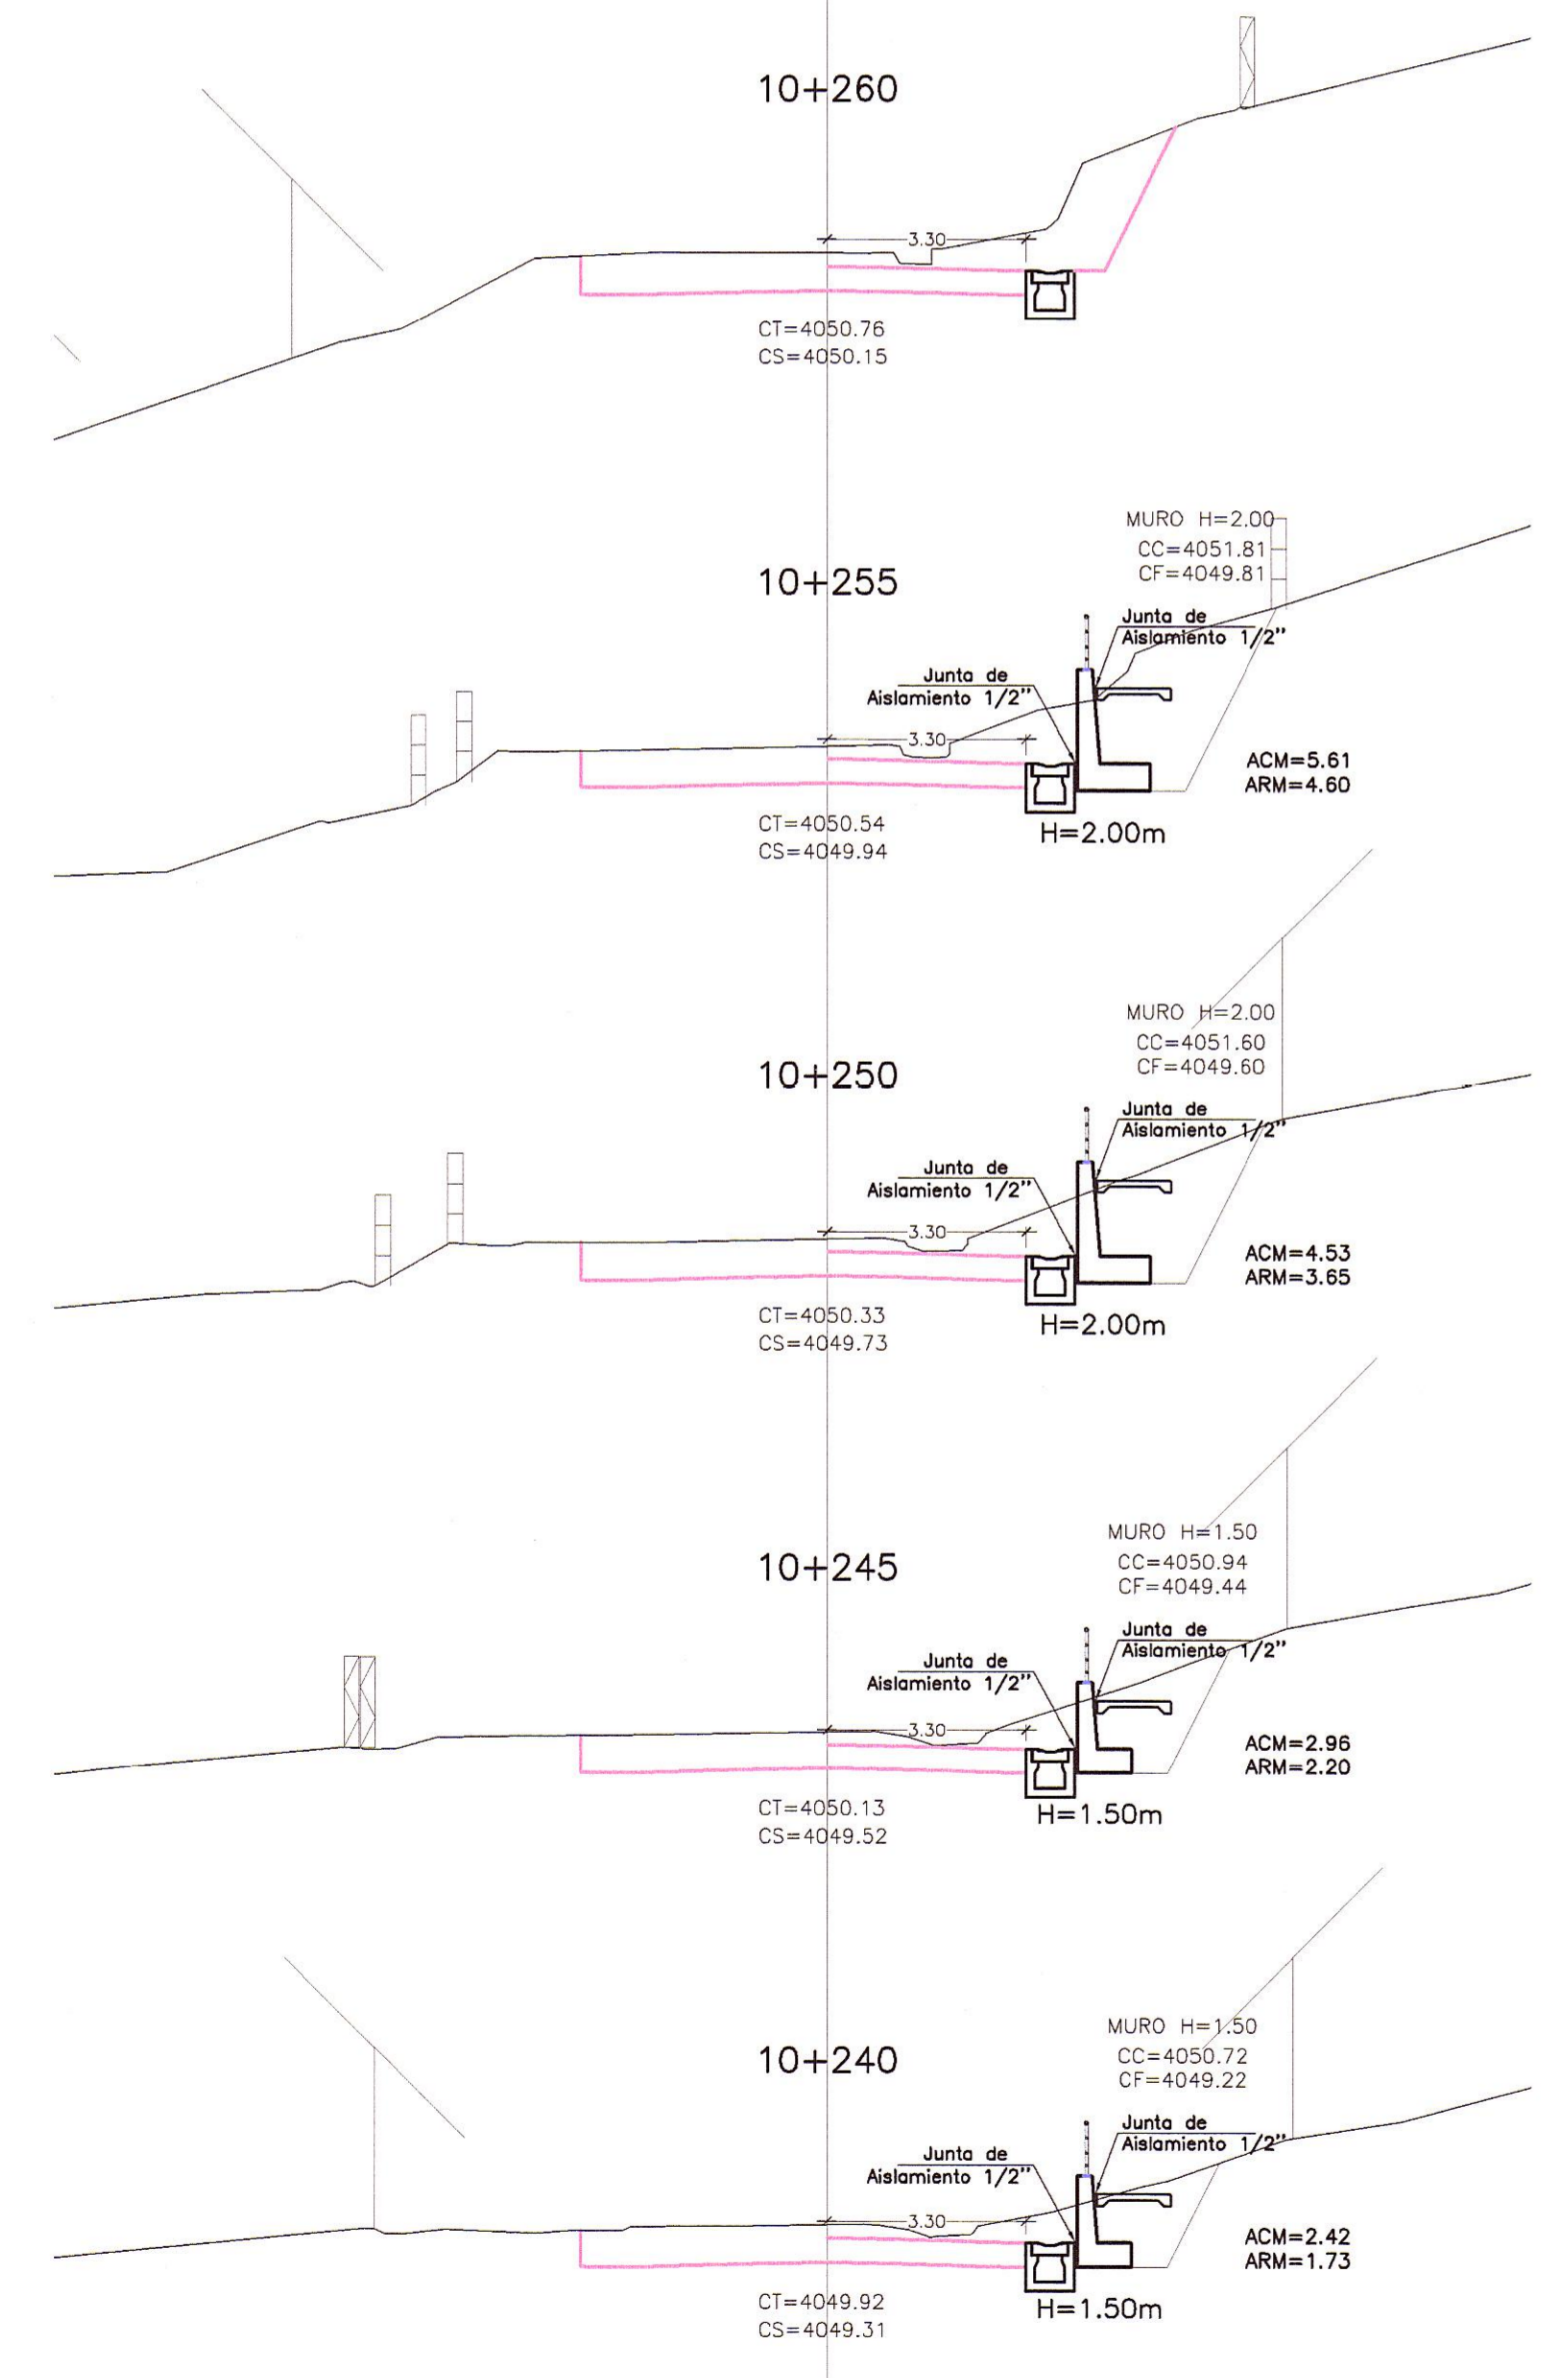 10+260
3.30
CT=4050.76
CS=4050.15
MURO H=2.00
CC=4051.81
CF=4049.81
10+255
Junta de
Aislamiento 1/2"
Junta de
Aislamiento 1/2"
3.30
ACM=5.61
ARM=4.60
CT=4050.54
CS=4049.94
H=2.00m
MURO H=2.00
CC=4051.60
CF=4049.60
10+250
Junta de
Aislamiento 1/2"
Junta de
Aislamiento 1/2"
3.30
ACM=4.53
ARM=3.65
CT=4050.33
CS=4049.73
H=2.00m
MURO H=1.50
CC=4050.94
CF=4049.44
10+245
Junta de
Aislamiento 1/2"
Junta de
Aislamiento 1/2"
3.30
ACM=2.96
ARM=2.20
CT=4050.13
CS=4049.52
H=1.50m
MURO H=1.50
CC=4050.72
CF=4049.22
10+240
Junta de
Aislamiento 1/2"
Junta de
Aislamiento 1/2"
3.30
ACM=2.42
ARM=1.73
CT=4049.92
CS=4049.31
H=1.50m